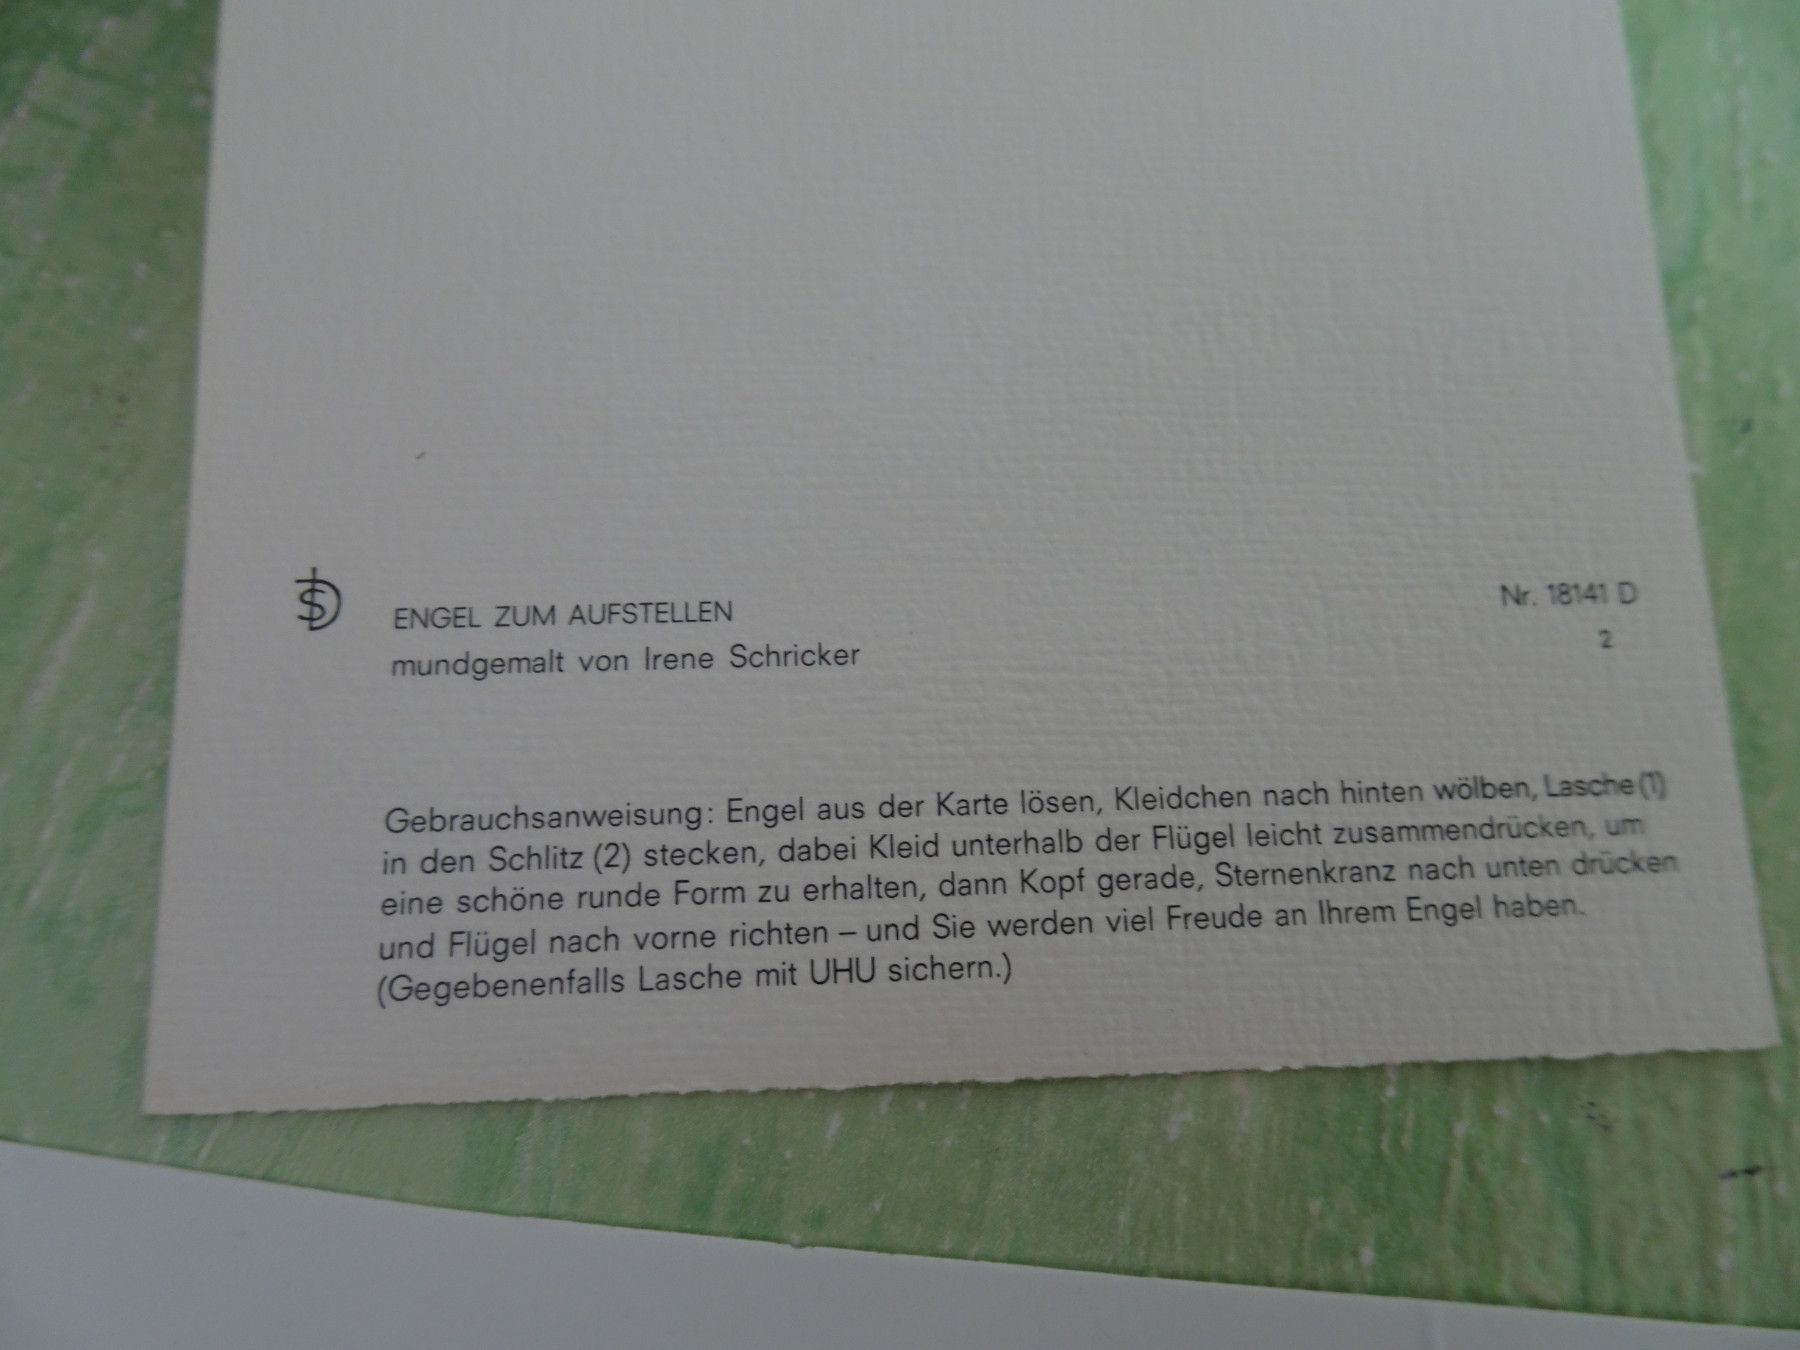 ENGEL ZUM AUFSTELLEN
mundgemalt von Irene Schricker
Nr. 18141 D
2
Gebrauchsanweisung: Engel aus der Karte lösen, Kleidchen nach hinten wölben, Lasche (1)
in den Schlitz (2) stecken, dabei Kleid unterhalb der Flügel leicht zusammendrücken, um
eine schöne runde Form zu erhalten, dann Kopf gerade, Sternenkranz nach unten drücken
und Flügel nach vorne richten – und Sie werden viel Freude an Ihrem Engel haben.
(Gegebenenfalls Lasche mit UHU sichern.)